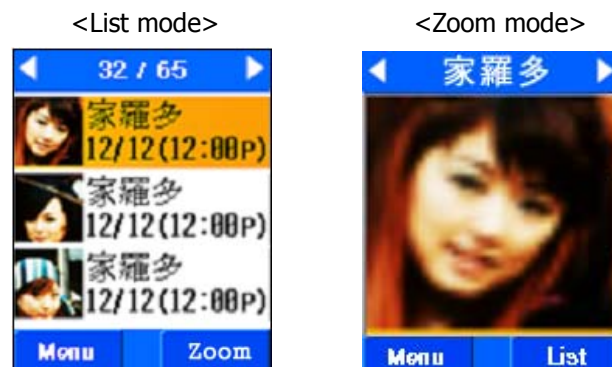 <List mode>
32 / 65
家羅多
12/12(12:00P)
家羅多
12/12(12:00P)
家羅多
12/12(12:00P)
Menu Zoom
<Zoom mode>
家羅多
Menu List